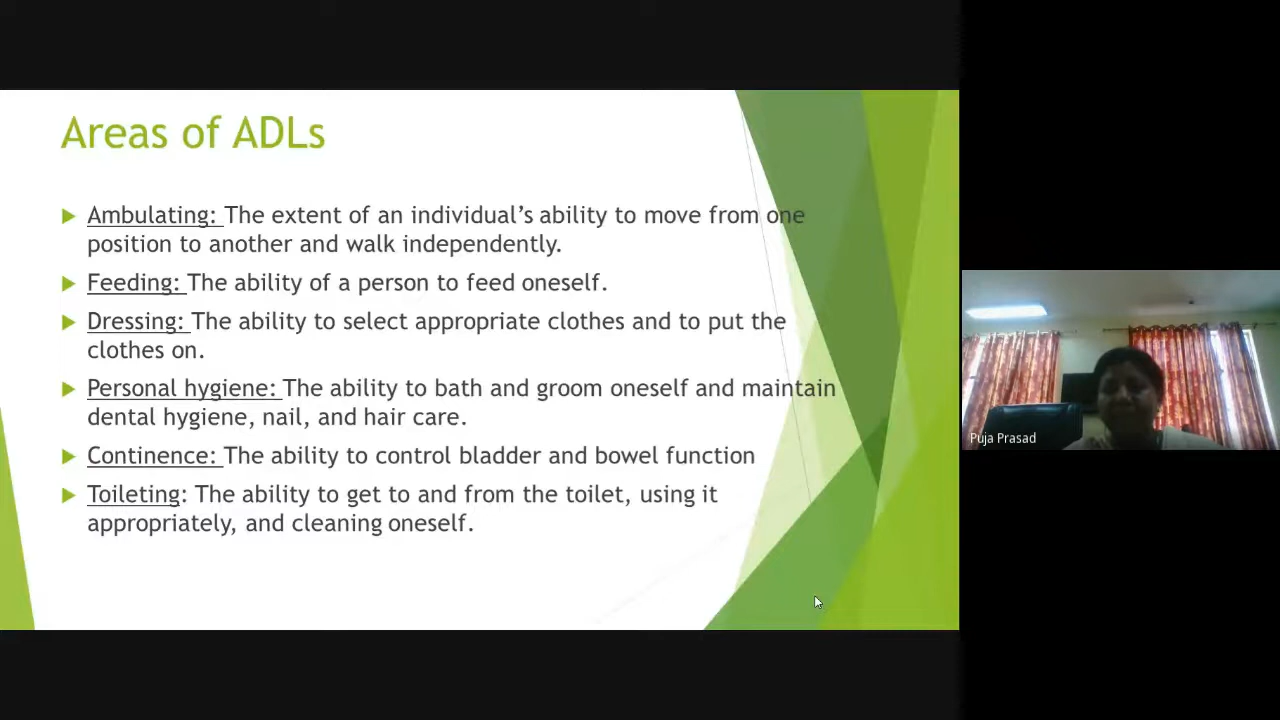 Areas of ADLs
Ambulating: The extent of an individual's ability to move from one
position to another and walk independently.
Feeding: The ability of a person to feed oneself.
Dressing: The ability to select appropriate clothes and to put the
clothes on.
Personal hygiene: The ability to bath and groom oneself and maintain
dental hygiene, nail, and hair care.
Continence: The ability to control bladder and bowel function
Toileting: The ability to get to and from the toilet, using it
appropriately, and cleaning oneself.
Puja Prasad